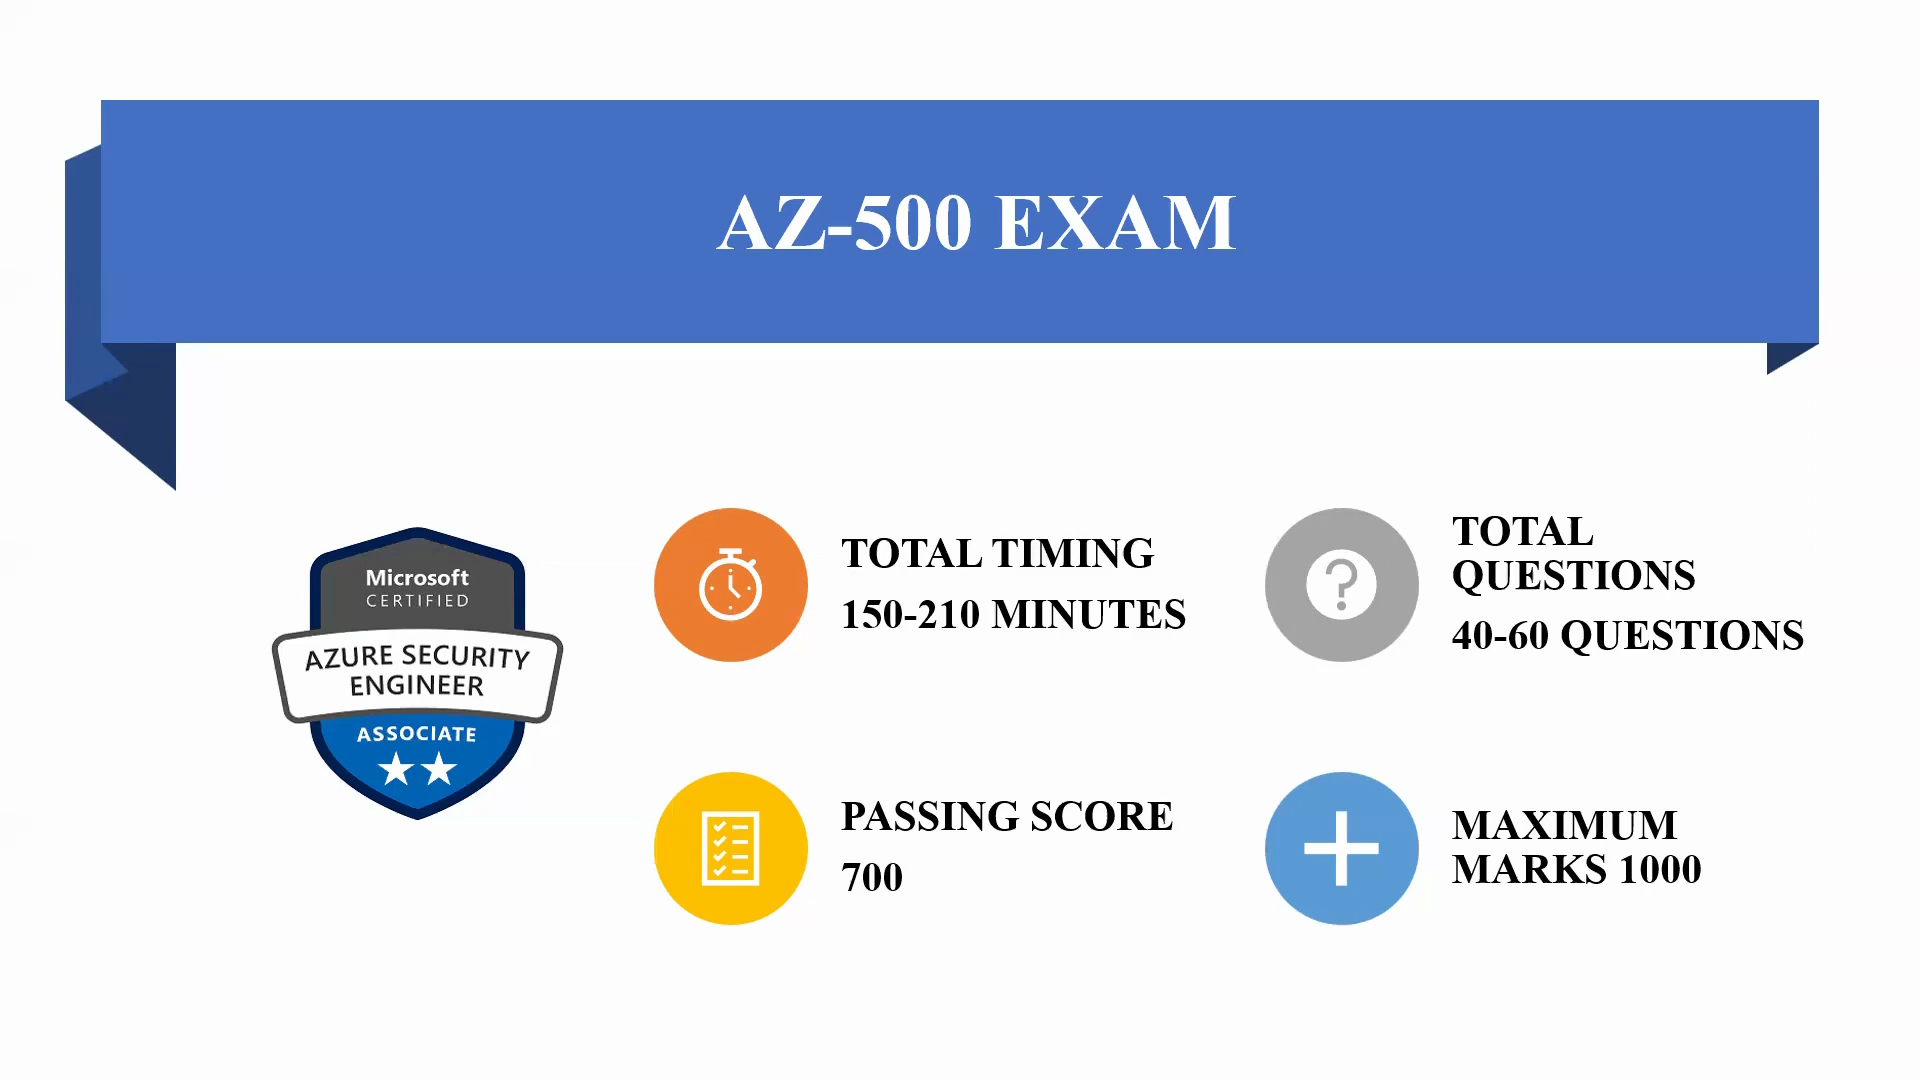 AZ-500 EXAM
Microsoft
CERTIFIED
AZURE SECURITY
ENGINEER
ASSOCIATE
TOTAL TIMING
150-210 MINUTES
TOTAL
QUESTIONS
40-60 QUESTIONS
PASSING SCORE
700
MAXIMUM
MARKS 1000